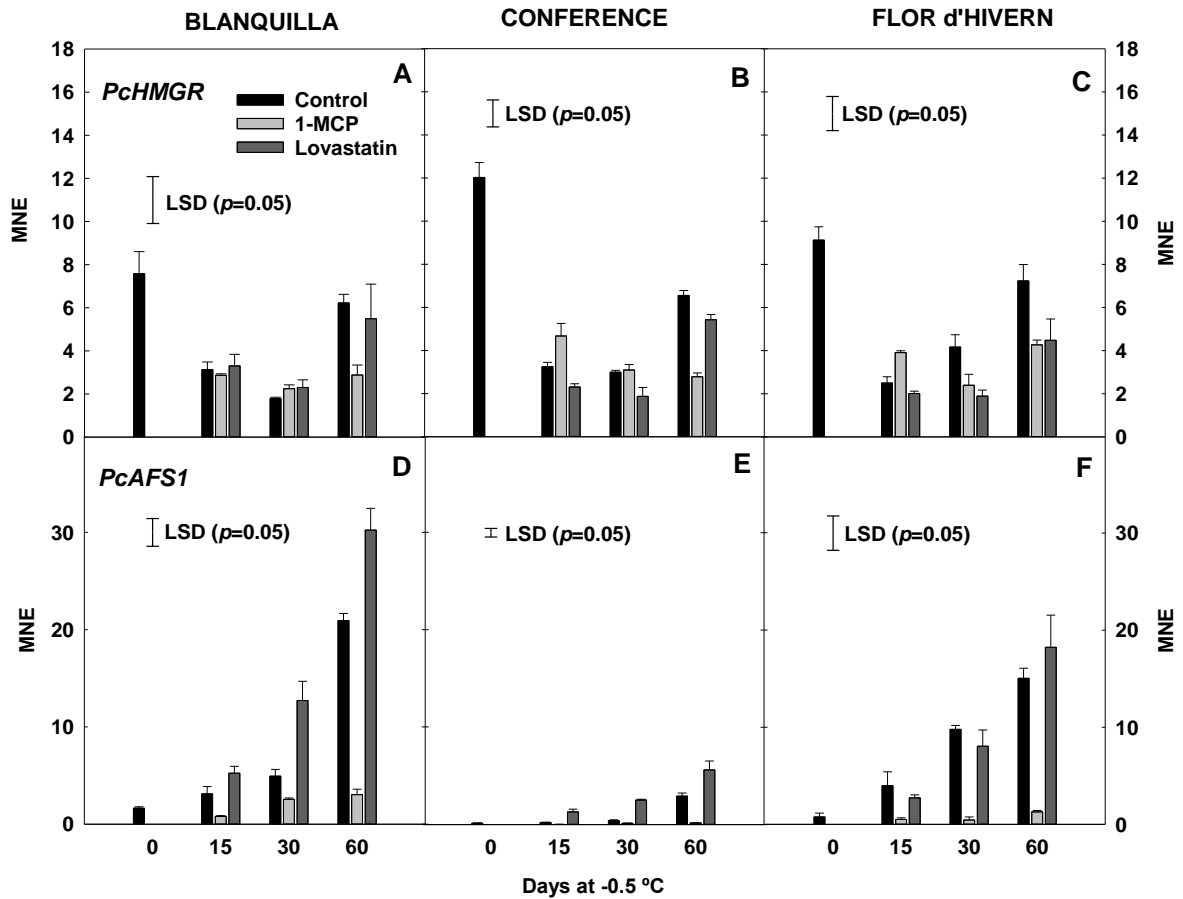 BLANQUILLA
CONFERENCE
FLOR d'HIVERN
18
16
14
12
10
8
6
4
2
0
MNE
PcHMGR
A
Control
1-MCP
Lovastatin
LSD (p=0.05)
B
LSD (p=0.05)
C
LSD (p=0.05)
18
16
14
12
10
8
6
4
2
0
MNE
30
20
10
0
MNE
PcAFS1
D
LSD (p=0.05)
E
LSD (p=0.05)
F
LSD (p=0.05)
30
20
10
0
MNE
0 15 30 60
0 15 30 60
0 15 30 60
Days at -0.5 ºC